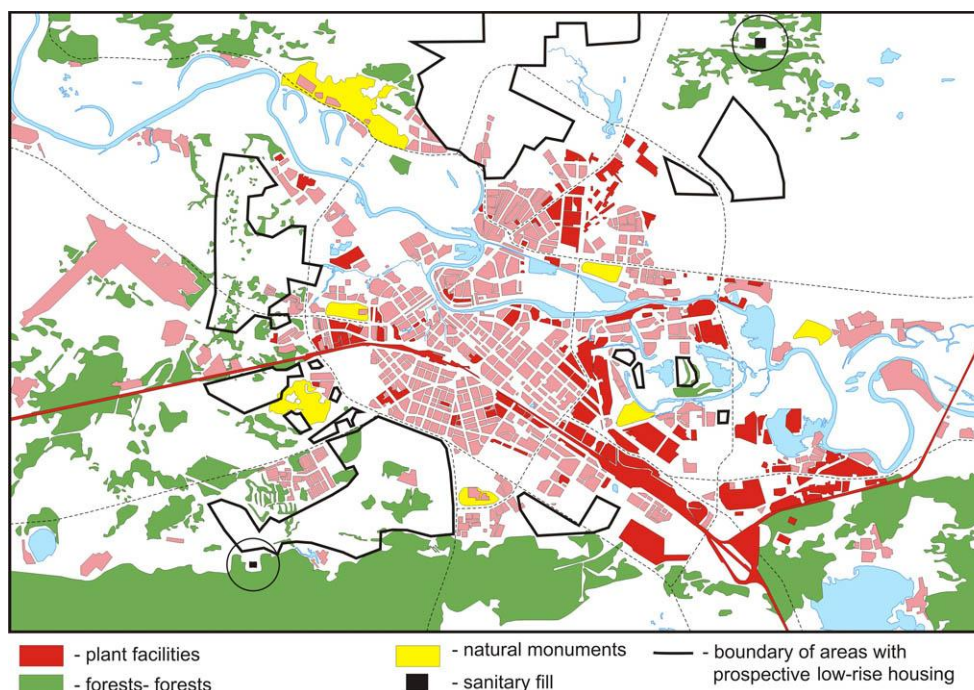 - plant facilities
- forests- forests
- natural monuments
- sanitary fill
- boundary of areas with
prospective low-rise housing